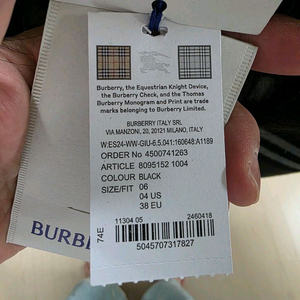 Burberry, the Equestrian Knight Device,
the Burberry Check, and the Thomas
Burberry Monogram and Print are trade
marks belonging to Burberry Limited.
BURBERRY ITALY SRL
VIA MANZONI, 20, 20121 MILANO, ITALY
W:ES24-WW-GIU-6.5.041:160648:A1189
ORDER No 4500741263
ARTICLE 8095152 1004
COLOUR BLACK
SIZE/FIT 06
04 US
38 EU
74E
11304 05 2460418
5045707317827
BURBE